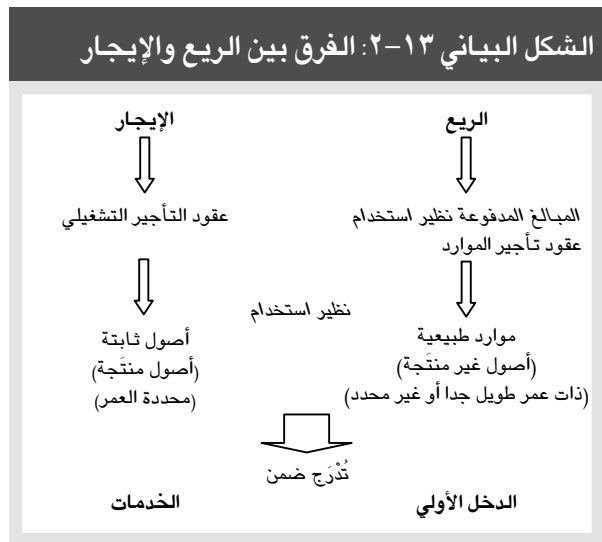 الشكل البياني ١٣-٢: الفرق بين الريع والإيجار
الريع
الإيجار
المبالغ المدفوعة نظير استخدام
عقود تأجير الموارد
عقود التأجير التشغيلي
نظير استخدام
موارد طبيعية
(أصول غير منتَجة)
(ذات عمر طويل جدا أو غير محدد)
أصول ثابتة
(أصول منتَجة)
(محددة العمر)
تُدْرَج ضمن
الدخل الأولي
الخدمات